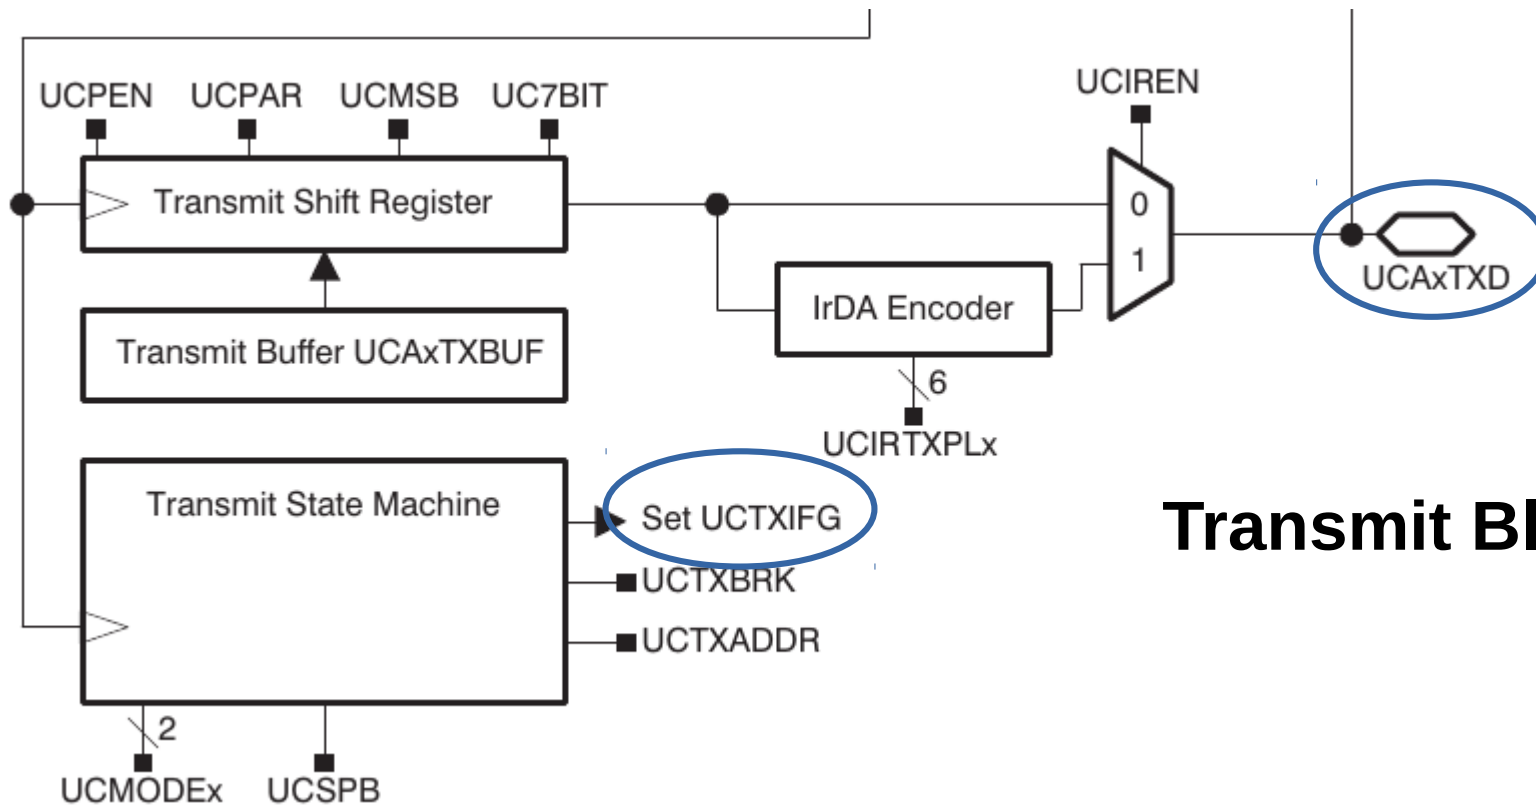 UCPEN UCPAR UCMSB UC7BIT
UCIREN
Transmit Shift Register
0
1
UCAxTXD
IrDA Encoder
Transmit Buffer UCAxTXBUF
6
UCIRTXPLx
Transmit State Machine
Set UCTXIFG
UCTXBRK
UCTXADDR
Transmit
2
UCMODEx UCSPB